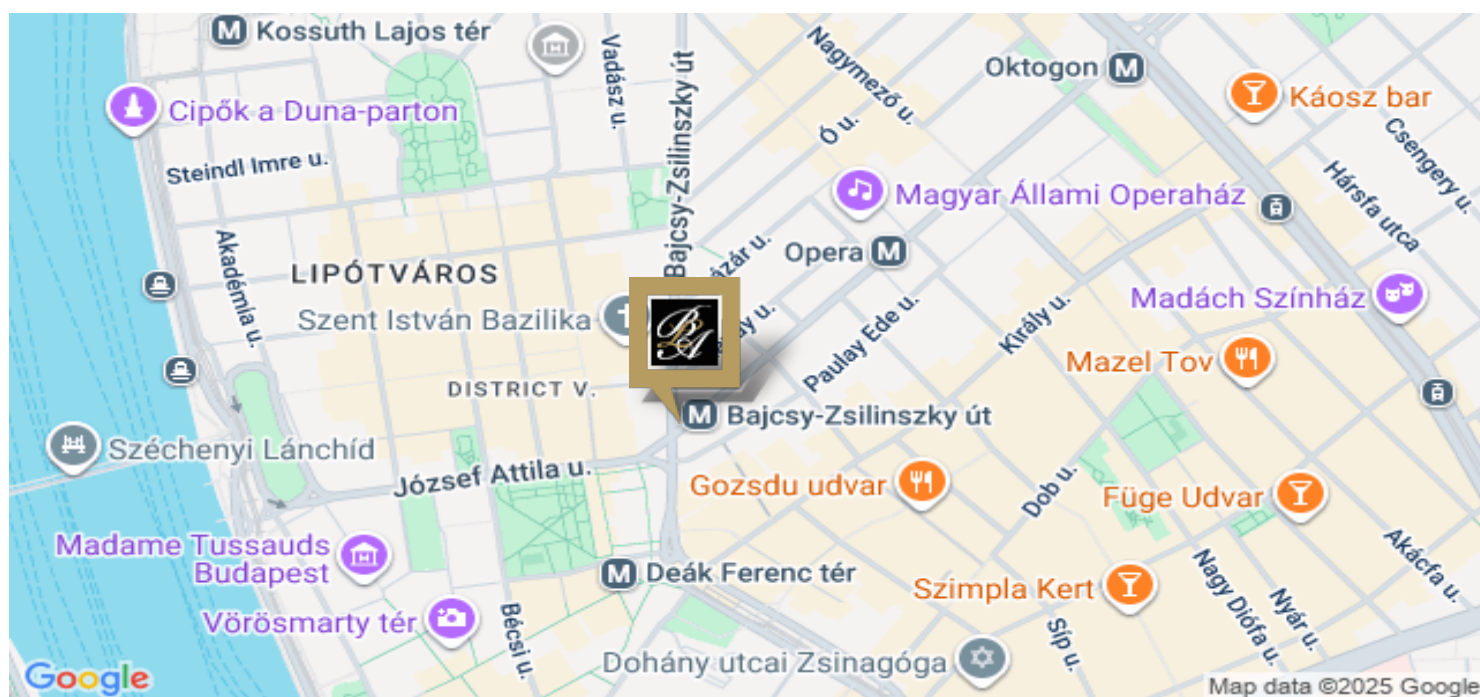 Kossuth Lajos tér
Vadász u.
Bajcsy-Zsilinszky út
Nagymező u.
Oktogon
Káosz bar
Cipők a Duna-parton
Ó u.
Csengery u.
Steindl Imre u.
Hársfa utca
Magyar Állami Operaház
Akadémia u.
Opera
LIPÓTVÁROS
Madách Színház
Szent István Bazilika
Paulay Ede u.
Király u.
Mazel Tov
DISTRICT V.
Bajcsy-Zsilinszky út
Széchenyi Lánchíd
József Attila u.
Gozsdu udvar
Dob u.
Füge Udvar
Madame Tussauds
Budapest
Deák Ferenc tér
Akácfa u.
Szimpla Kert
Nagy Diófa u.
Nyár u.
Vörösmarty tér
Bécsi u.
Síp u.
Dohány utcai Zsinagóga
Google
Map data ©2025 Google